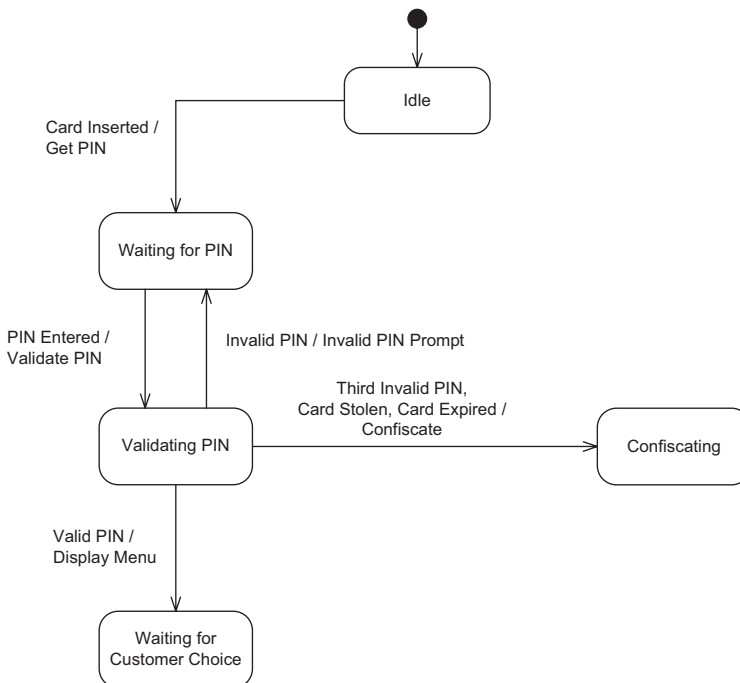 Idle
Card Inserted /
Get PIN
Waiting for PIN
PIN Entered /
Validate PIN
Invalid PIN / Invalid PIN Prompt
Third Invalid PIN,
Card Stolen, Card Expired /
Confiscate
Validating PIN
Confiscating
Valid PIN /
Display Menu
Waiting for
Customer Choice